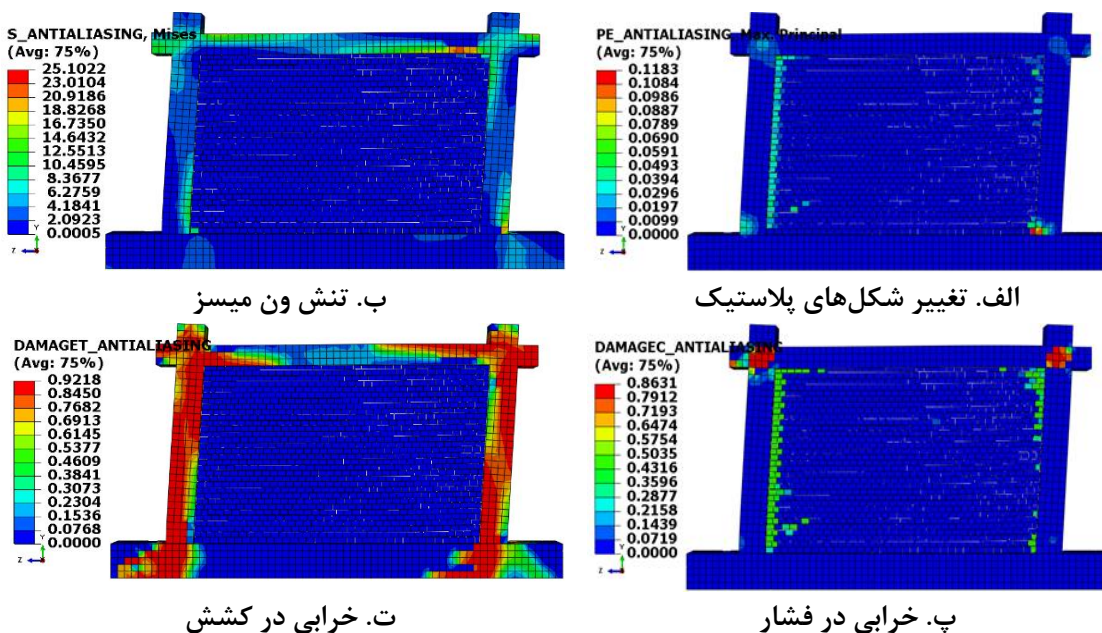 S_ANTIALIASING, Mises
(Avg: 75%)
25.1022
23.0104
20.9186
18.8268
16.7350
14.6432
12.5513
10.4595
8.3677
6.2759
4.1841
2.0923
0.0005
Y
Z
PE_ANTIALIASING, Max. Principal
(Avg: 75%)
0.1183
0.1084
0.0986
0.0887
0.0789
0.0690
0.0591
0.0493
0.0394
0.0296
0.0197
0.0099
0.0000
Y
Z
الف. تغییر شکل‌های پلاستیک
ب. تنش ون میسز
DAMAGET_ANTIALIASING
(Avg: 75%)
0.9218
0.8450
0.7682
0.6913
0.6145
0.5377
0.4609
0.3841
0.3073
0.2304
0.1536
0.0768
0.0000
Y
Z
DAMAGEC_ANTIALIASING
(Avg: 75%)
0.8631
0.7912
0.7193
0.6474
0.5754
0.5035
0.4316
0.3596
0.2877
0.2158
0.1439
0.0719
0.0000
Y
Z
پ. خرابی در فشار
ت. خرابی در کشش